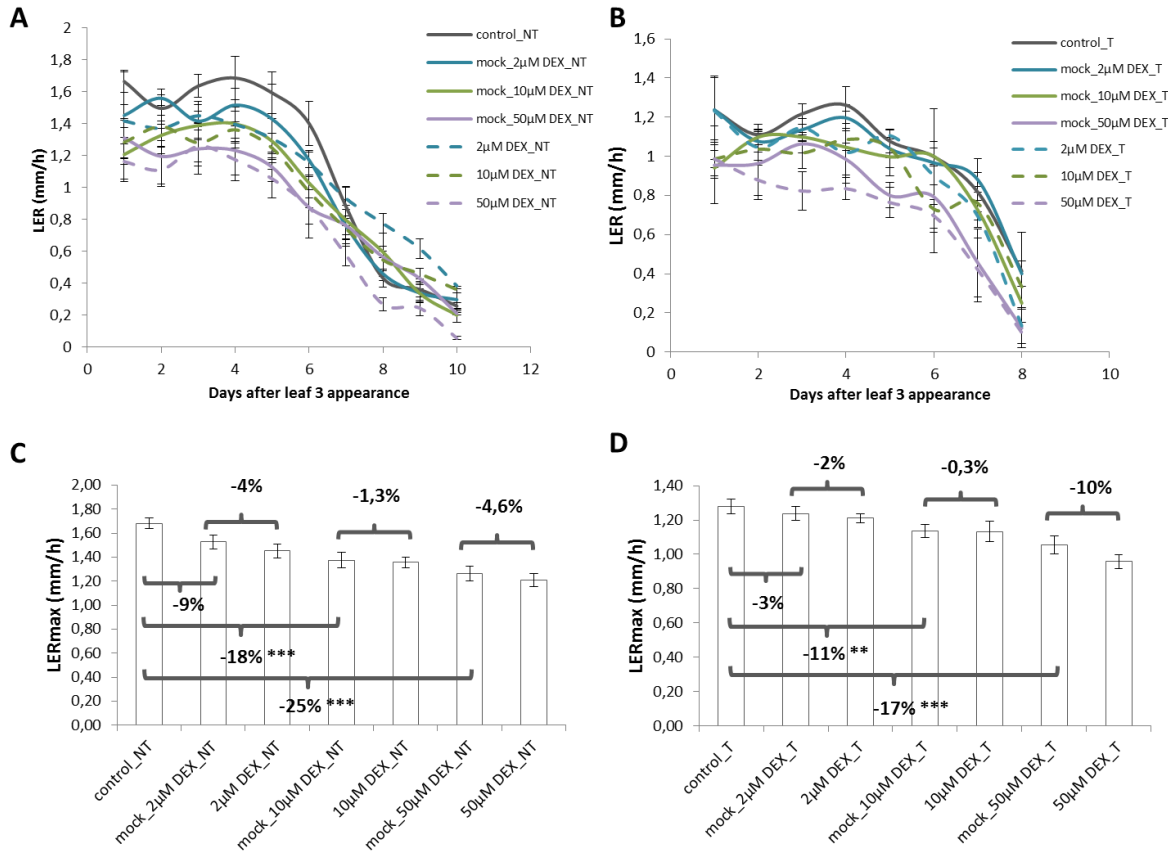 A
LER (mm/h)
2
1,8
1,6
1,4
1,2
1
0,8
0,6
0,4
0,2
0
0 2 4 6 8 10 12
Days after leaf 3 appearance
control_NT
mock_2µM DEX_NT
mock_10µM DEX_NT
mock_50µM DEX_NT
2µM DEX_NT
10µM DEX_NT
50µM DEX_NT
B
LER (mm/h)
1,6
1,4
1,2
1
0,8
0,6
0,4
0,2
0
0 2 4 6 8 10
Days after leaf 3 appearance
control_T
mock_2µM DEX_T
mock_10µM DEX_T
mock_50µM DEX_T
2µM DEX_T
10µM DEX_T
50µM DEX_T
C
LERmax (mm/h)
2,00
1,80
1,60
1,40
1,20
1,00
0,80
0,60
0,40
0,20
0,00
-4%
-1,3%
-4,6%
-9%
-18% ***
-25% ***
control_NT
mock_2µM DEX_NT
2µM DEX_NT
mock_10µM DEX_NT
10µM DEX_NT
mock_50µM DEX_NT
50µM DEX_NT
D
LERmax (mm/h)
1,40
1,20
1,00
0,80
0,60
0,40
0,20
0,00
-2%
-0,3%
-10%
-3%
-11% **
-17% ***
control_T
mock_2µM DEX_T
2µM DEX_T
mock_10µM DEX_T
10µM DEX_T
mock_50µM DEX_T
50µM DEX_T